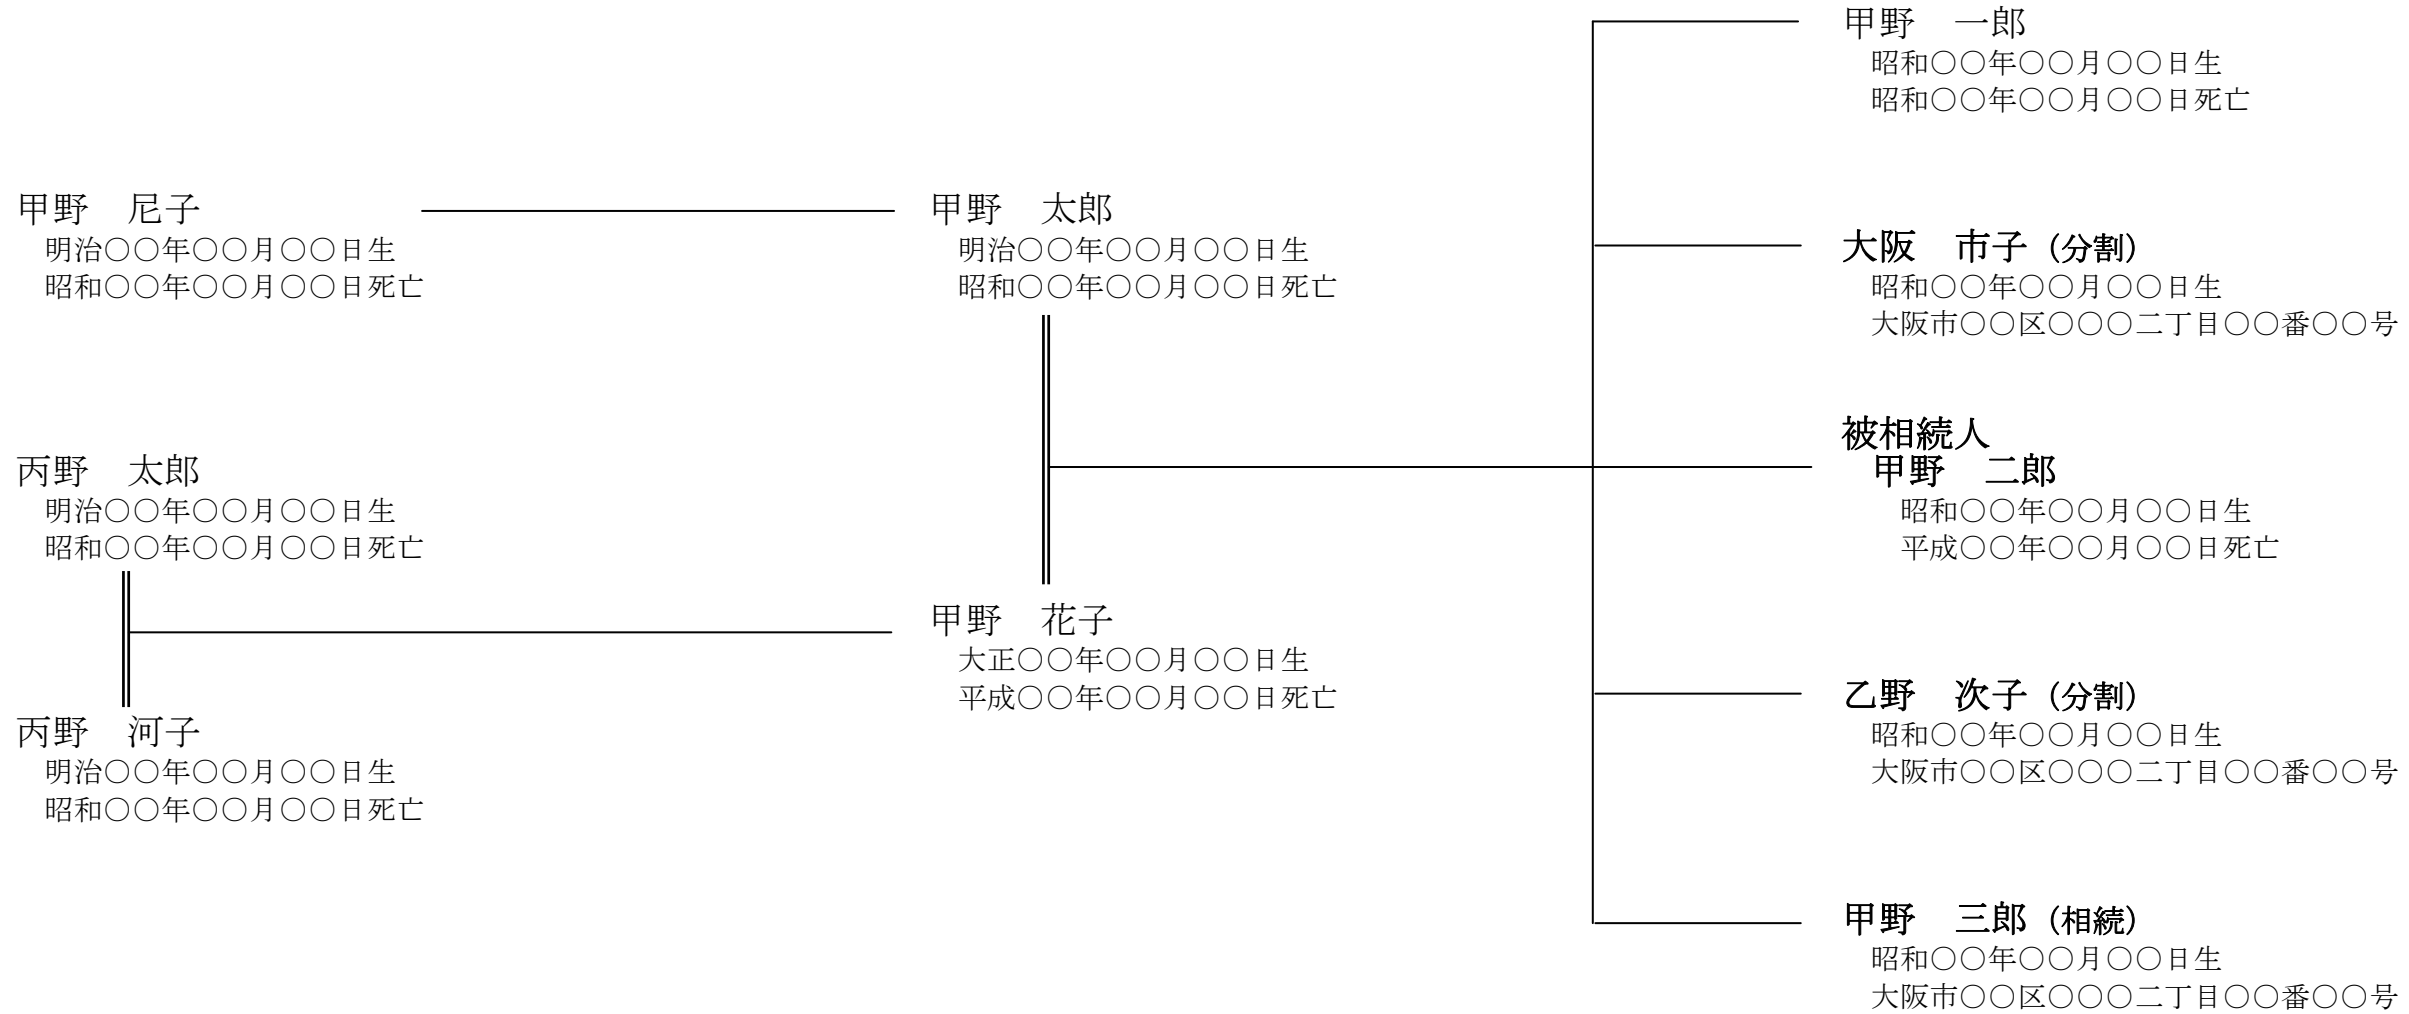 甲野　尼子
明治〇〇年〇〇月〇〇日生
昭和〇〇年〇〇月〇〇日死亡
丙野　太郎
明治〇〇年〇〇月〇〇日生
昭和〇〇年〇〇月〇〇日死亡
丙野　河子
明治〇〇年〇〇月〇〇日生
昭和〇〇年〇〇月〇〇日死亡
甲野　太郎
明治〇〇年〇〇月〇〇日生
昭和〇〇年〇〇月〇〇日死亡
甲野　花子
大正〇〇年〇〇月〇〇日生
平成〇〇年〇〇月〇〇日死亡
甲野　一郎
昭和〇〇年〇〇月〇〇日生
昭和〇〇年〇〇月〇〇日死亡
大阪　市子（分割）
昭和〇〇年〇〇月〇〇日生
大阪市〇〇区〇〇〇二丁目〇〇番〇〇号
被相続人
甲野　二郎
昭和〇〇年〇〇月〇〇日生
平成〇〇年〇〇月〇〇日死亡
乙野　次子（分割）
昭和〇〇年〇〇月〇〇日生
大阪市〇〇区〇〇〇二丁目〇〇番〇〇号
甲野　三郎（相続）
昭和〇〇年〇〇月〇〇日生
大阪市〇〇区〇〇〇二丁目〇〇番〇〇号